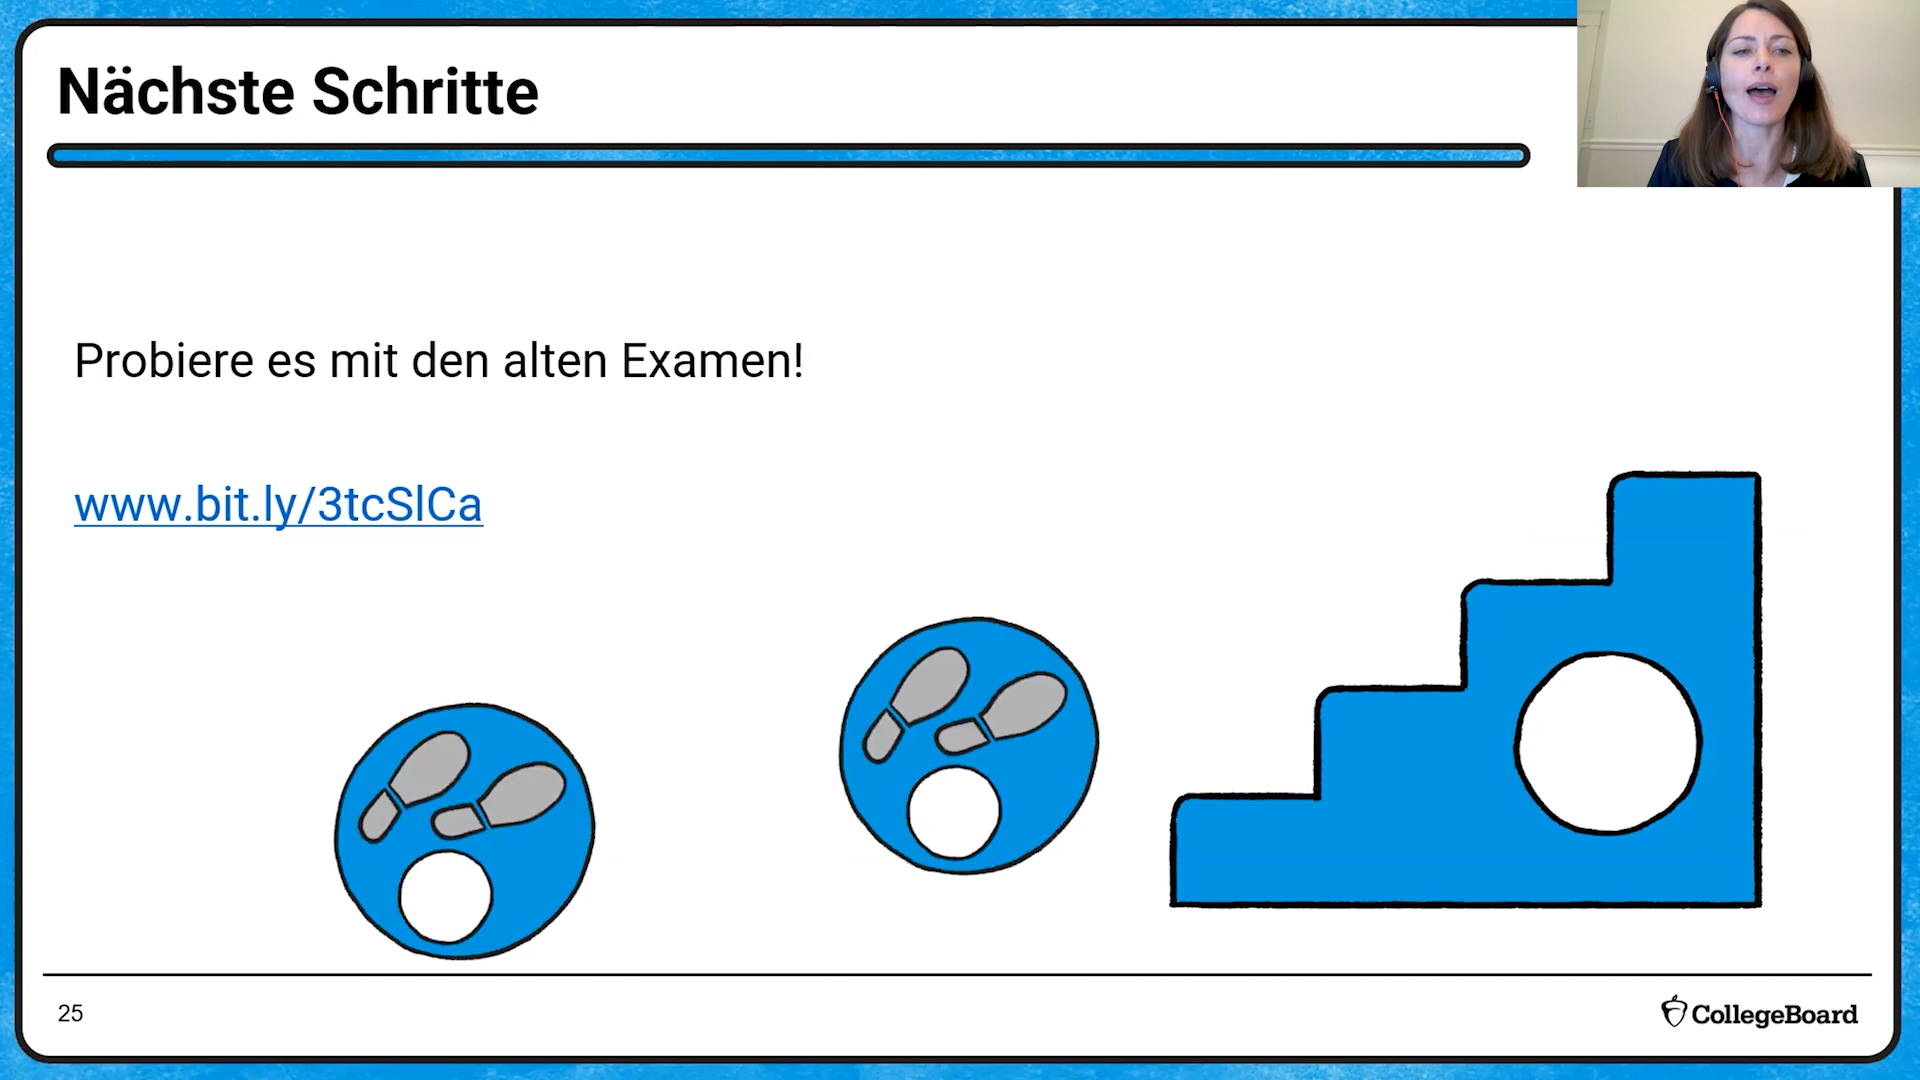 Nächste Schritte
Probiere es mit den alten Examen!
www.bit.ly/3tcSlCa
25
CollegeBoard